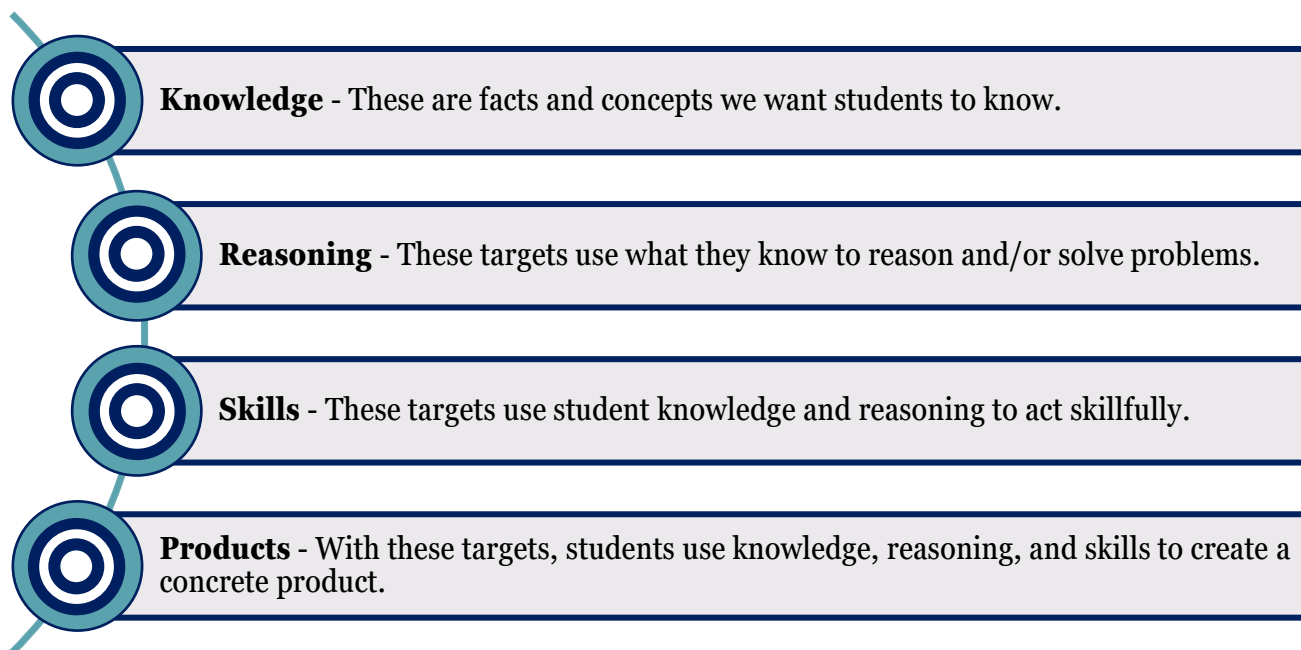 Knowledge - These are facts and concepts we want students to know.
Reasoning - These targets use what they know to reason and/or solve problems.
Skills - These targets use student knowledge and reasoning to act skillfully.
Products - With these targets, students use knowledge, reasoning, and skills to create a
concrete product.